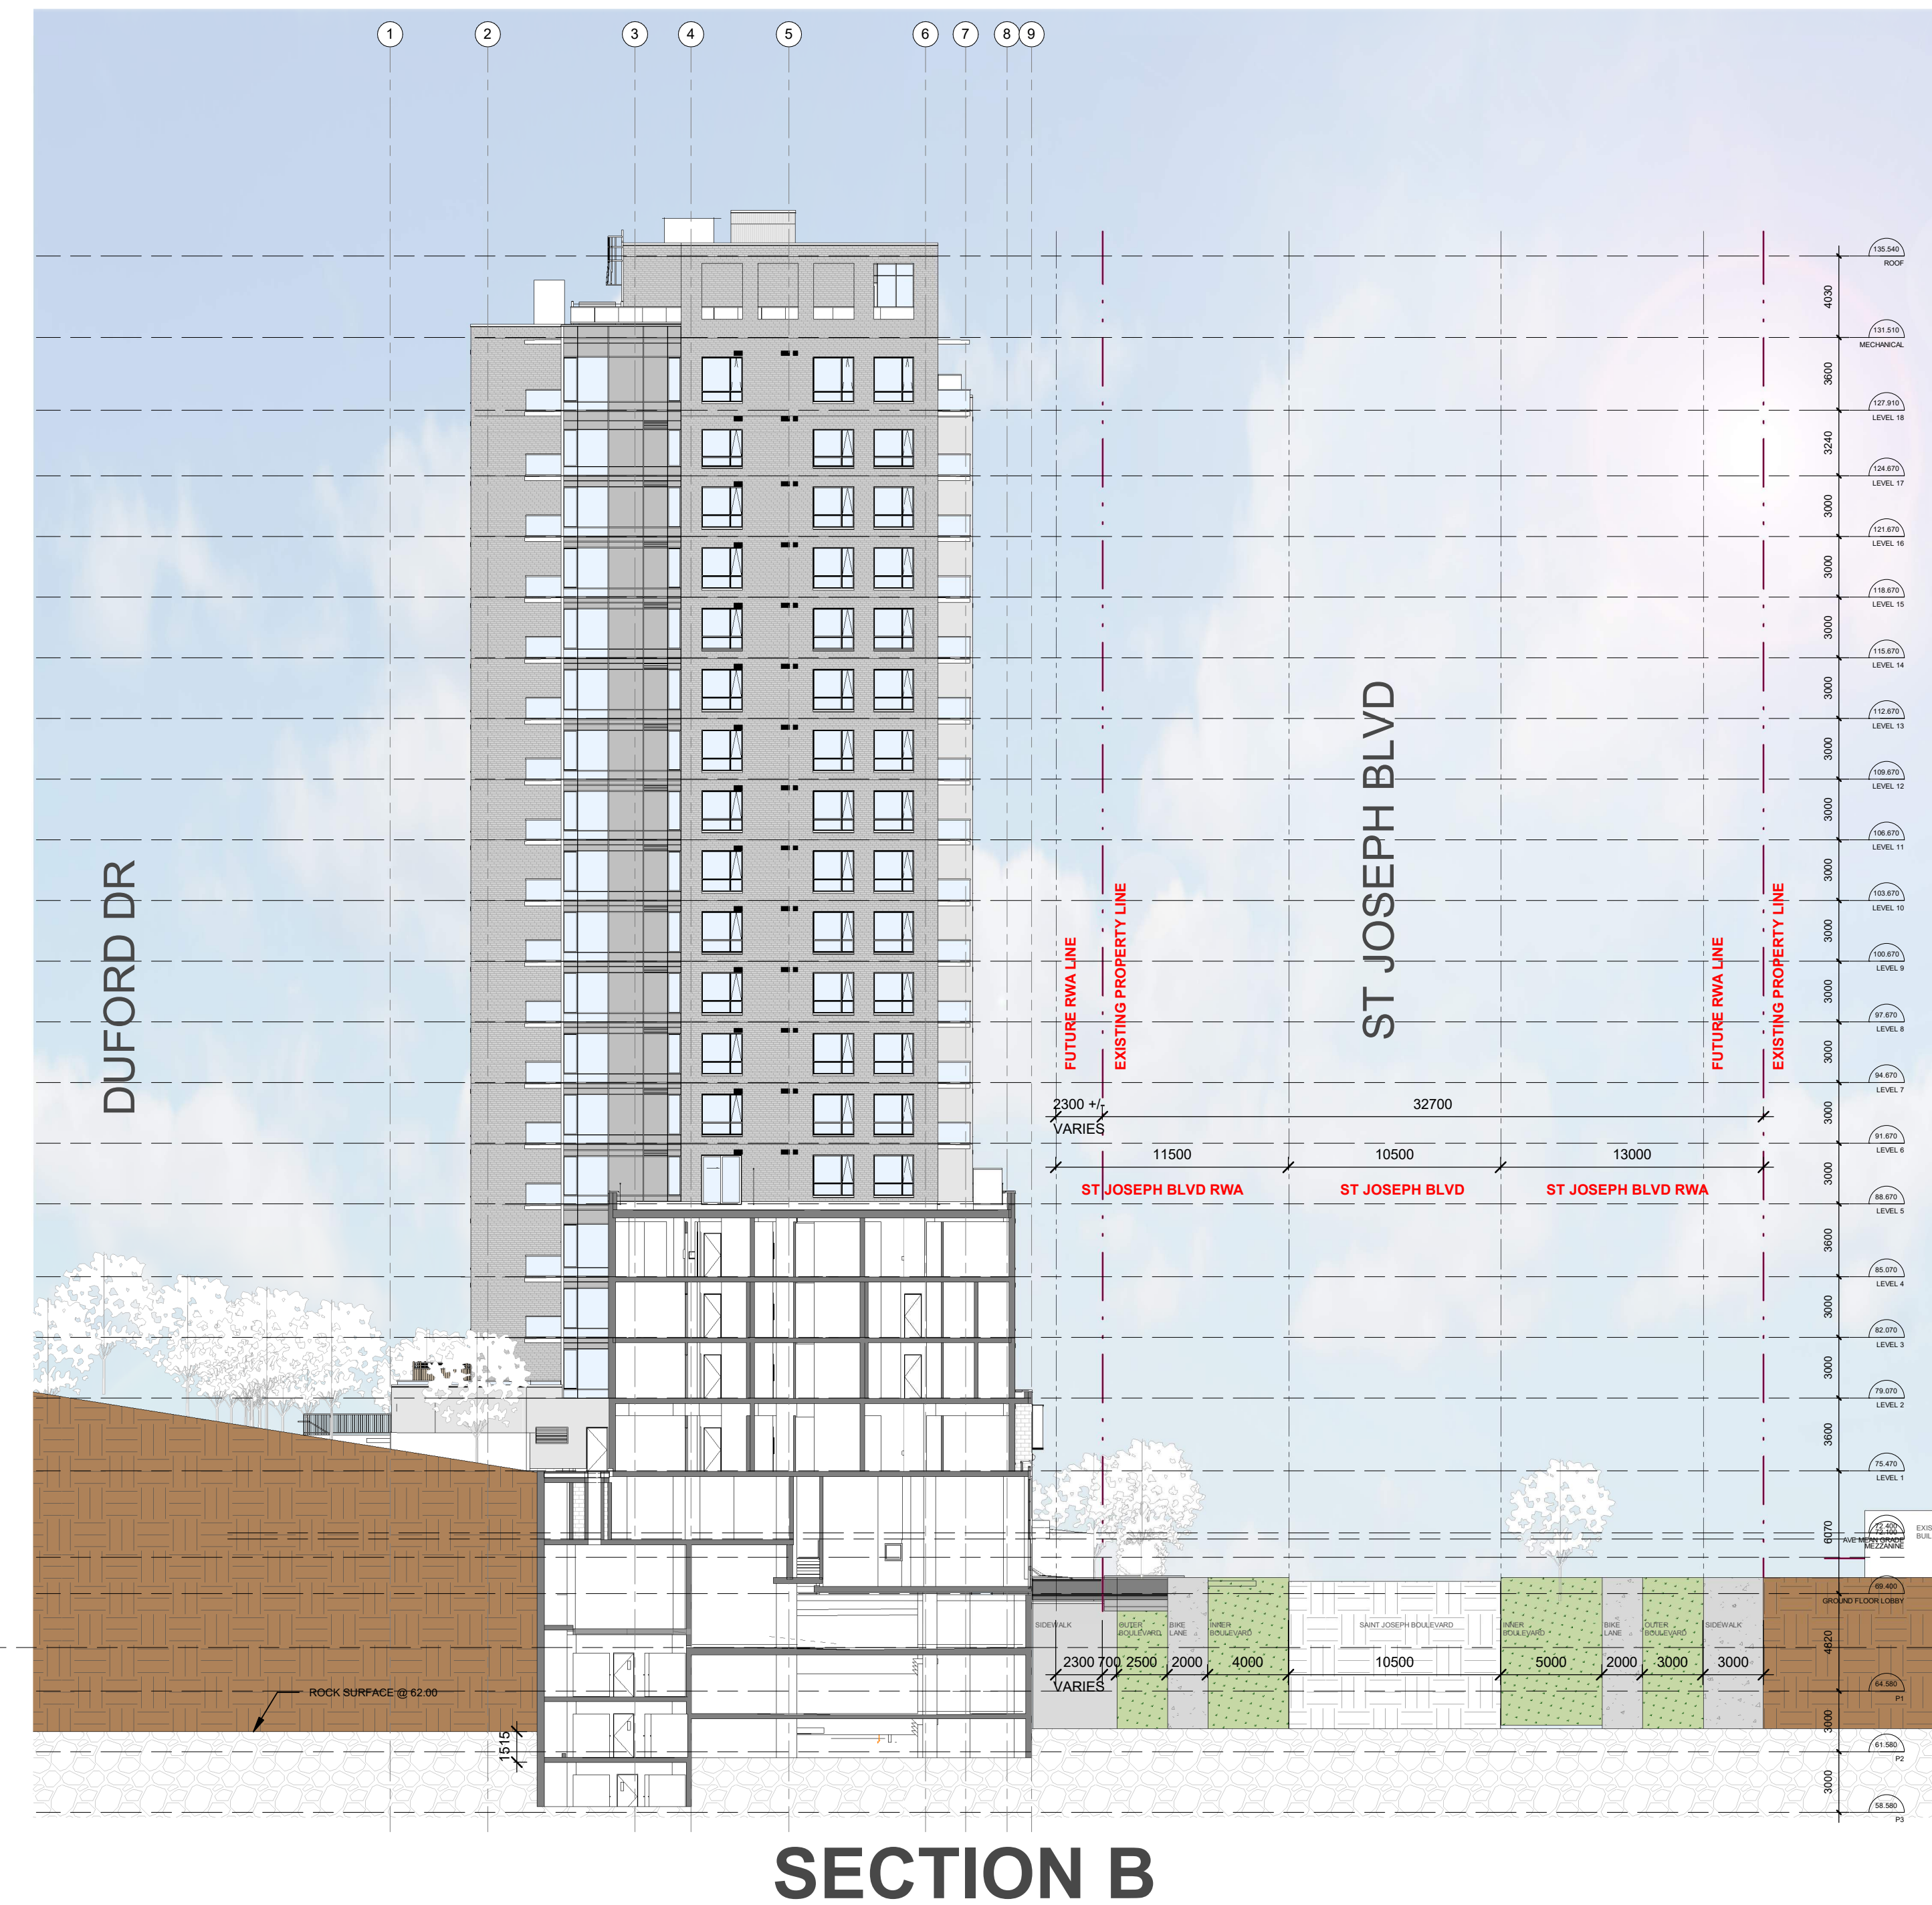 1 2 3 4 5 6 7 8 9
135.540
ROOF
4030
131.510
MECHANICAL
3600
127.910
LEVEL 18
3240
124.670
LEVEL 17
3000
121.670
LEVEL 16
3000
118.670
LEVEL 15
3000
115.670
LEVEL 14
3000
112.670
LEVEL 13
3000
109.670
LEVEL 12
3000
106.670
LEVEL 11
3000
103.670
LEVEL 10
3000
100.670
LEVEL 9
3000
97.670
LEVEL 8
3000
94.670
LEVEL 7
3000
91.670
LEVEL 6
3000
88.670
LEVEL 5
3600
85.070
LEVEL 4
3000
82.070
LEVEL 3
3000
79.070
LEVEL 2
3600
75.470
LEVEL 1
6070
72.400
72.100
AVE MEAN GRADE
MEZZANINE
69.400
GROUND FLOOR LOBBY
4820
64.580
P1
3000
61.580
P2
3000
58.580
P3
DUFORD DR
ST JOSEPH BLVD
FUTURE RWA LINE
EXISTING PROPERTY LINE
FUTURE RWA LINE
EXISTING PROPERTY LINE
2300 +/-
VARIES
32700
11500 10500 13000
ST JOSEPH BLVD RWA ST JOSEPH BLVD ST JOSEPH BLVD RWA
SIDEWALK
OUTER
BOULEVARD
BIKE
LANE
INNER
BOULEVARD
SAINT JOSEPH BOULEVARD
INNER
BOULEVARD
BIKE
LANE
OUTER
BOULEVARD
SIDEWALK
2300 700 2500 2000 4000 10500 5000 2000 3000 3000
VARIES
ROCK SURFACE @ 62.00
1515
SECTION B